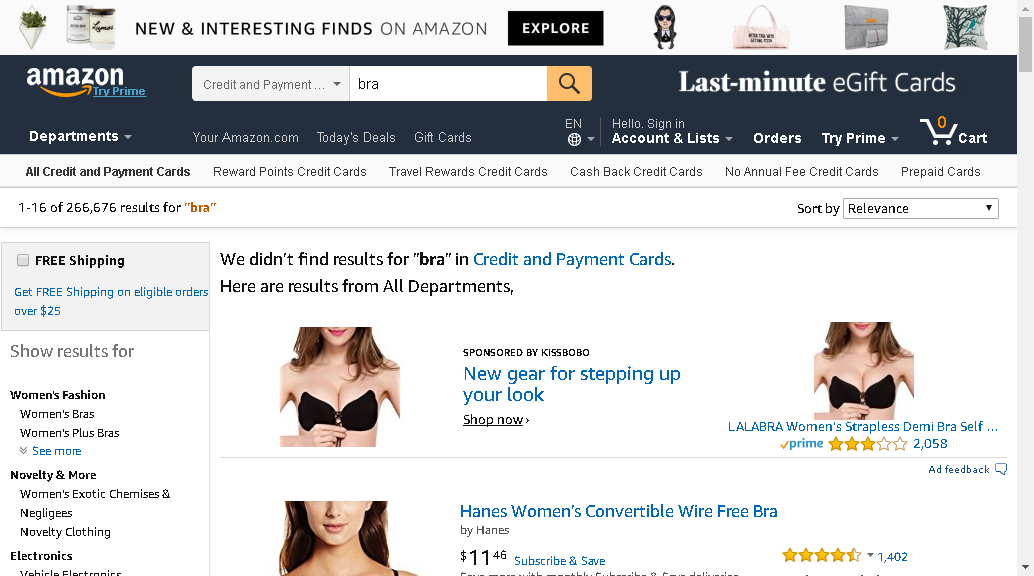 NEW & INTERESTING FINDS ON AMAZON EXPLORE
amazon
Try Prime
Credit and Payment ...
bra
Last-minute eGift Cards
Departments
Your Amazon.com
Today's Deals
Gift Cards
EN
Hello. Sign in
Account & Lists
Orders
Try Prime
0
Cart
All Credit and Payment Cards
Reward Points Credit Cards
Travel Rewards Credit Cards
Cash Back Credit Cards
No Annual Fee Credit Cards
Prepaid Cards
1-16 of 266,676 results for "bra"
Sort by Relevance
FREE Shipping
Get FREE Shipping on eligible orders
over $25
Show results for
Women's Fashion
Women's Bras
Women's Plus Bras
See more
Novelty & More
Women's Exotic Chemises &
Negligees
Novelty Clothing
Electronics
Vehicle Electronics
We didn't find results for "bra" in Credit and Payment Cards.
Here are results from All Departments,
SPONSORED BY KISSBOBO
New gear for stepping up
your look
Shop now ›
LALABRA Women's Strapless Demi Bra Self ...
prime 2,058
Ad feedback
Hanes Women's Convertible Wire Free Bra
by Hanes
$11 46 Subscribe & Save
1,402
Save more with monthly Subscribe & Save deliveries